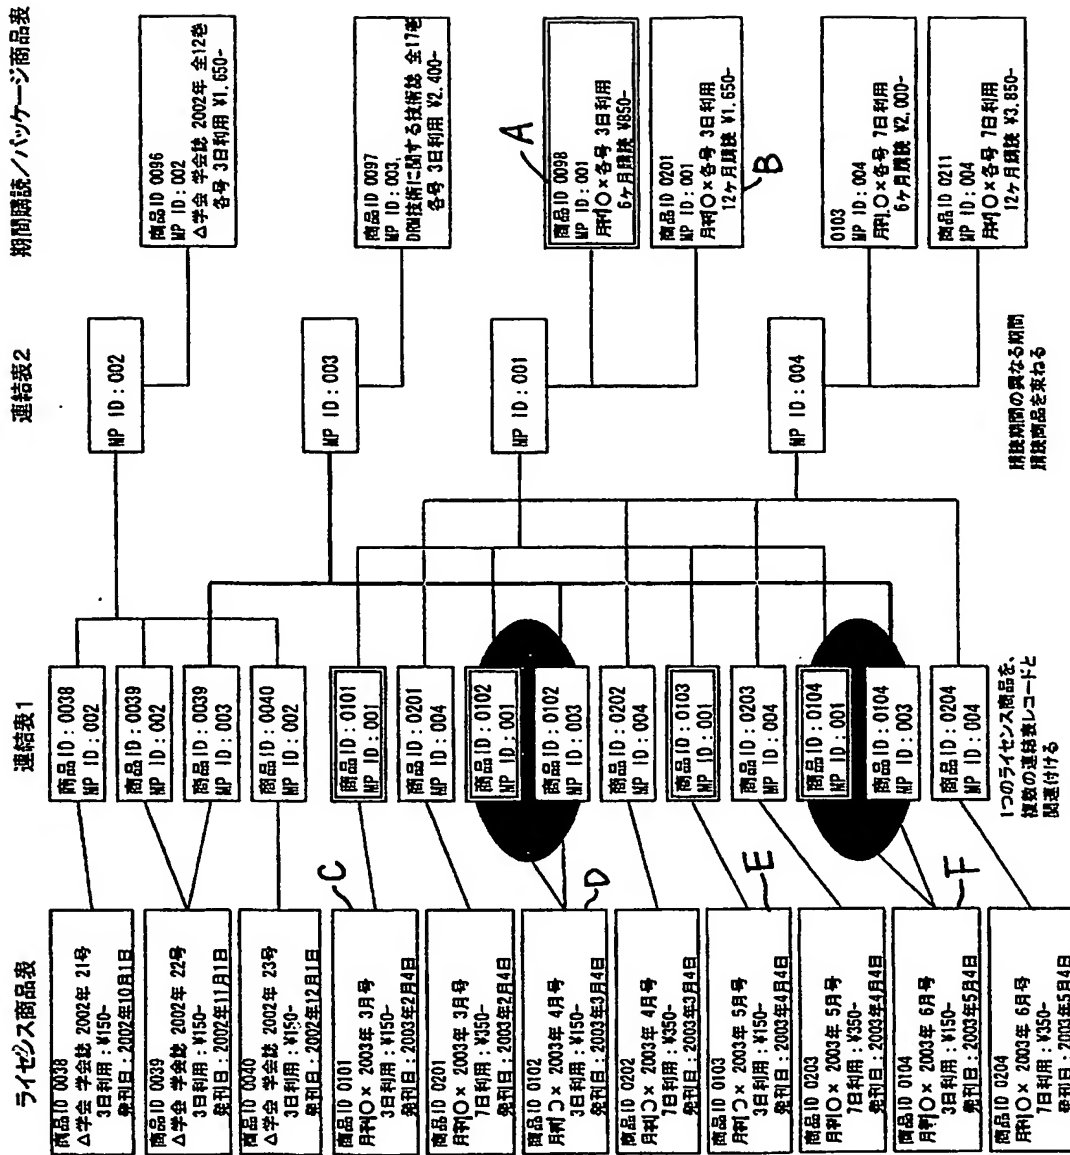 ライセンス商品表
商品ID 0038
△学会 学会誌 2002年 21号
3日利用：¥150-
発刊日：2002年10月1日
商品ID 0039
△学会 学会誌 2002年 22号
3日利用：¥150-
発刊日：2002年11月1日
商品ID 0040
△学会 学会誌 2002年 23号
3日利用：¥150-
発刊日：2002年12月1日
商品ID 0101
月刊○× 2003年 3月号
3日利用：¥150-
発刊日：2003年2月4日
C
商品ID 0201
月刊○× 2003年 3月号
7日利用：¥350-
発刊日：2003年2月4日
商品ID 0102
月刊○× 2003年 4月号
3日利用：¥150-
発刊日：2003年3月4日
D
商品ID 0202
月刊○× 2003年 4月号
7日利用：¥350-
発刊日：2003年3月4日
商品ID 0103
月刊○× 2003年 5月号
3日利用：¥150-
発刊日：2003年4月4日
E
商品ID 0203
月刊○× 2003年 5月号
7日利用：¥350-
発刊日：2003年4月4日
商品ID 0104
月刊○× 2003年 6月号
3日利用：¥150-
発刊日：2003年5月4日
F
商品ID 0204
月刊○× 2003年 6月号
7日利用：¥350-
発刊日：2003年5月4日
連結表1
商品ID：0038
MP ID：002
商品ID：0039
MP ID：002
商品ID：0039
MP ID：003
商品ID：0040
MP ID：002
商品ID：0101
MP ID：001
商品ID：0201
MP ID：004
商品ID：0102
MP ID：001
商品ID：0102
MP ID：003
商品ID：0202
MP ID：004
商品ID：0103
MP ID：001
商品ID：0203
MP ID：004
商品ID：0104
MP ID：001
商品ID：0104
MP ID：003
商品ID：0204
MP ID：004
1つのライセンス商品を、
複数の連結表レコードと
関連付ける
連結表2
MP ID：002
MP ID：003
MP ID：001
MP ID：004
購読期間の異なる期間
購読商品を束ねる
期間購読／パッケージ商品表
商品ID 0096
MP ID：002
△学会 学会誌 2002年 全12巻
各号 3日利用 ¥1,650-
商品ID 0097
MP ID：003,
DRM技術に関する技術誌 全17巻
各号 3日利用 ¥2,400-
商品ID 0098
MP ID：001
月刊○×各号 3日利用
6ヶ月購読 ¥850-
A
商品ID 0201
MP ID：001
月刊○×各号 3日利用
12ヶ月購読 ¥1,650-
B
0103
MP ID：004
月刊○×各号 7日利用
6ヶ月購読 ¥2,000-
商品ID 0211
MP ID：004
月刊○×各号 7日利用
12ヶ月購読 ¥3,850-